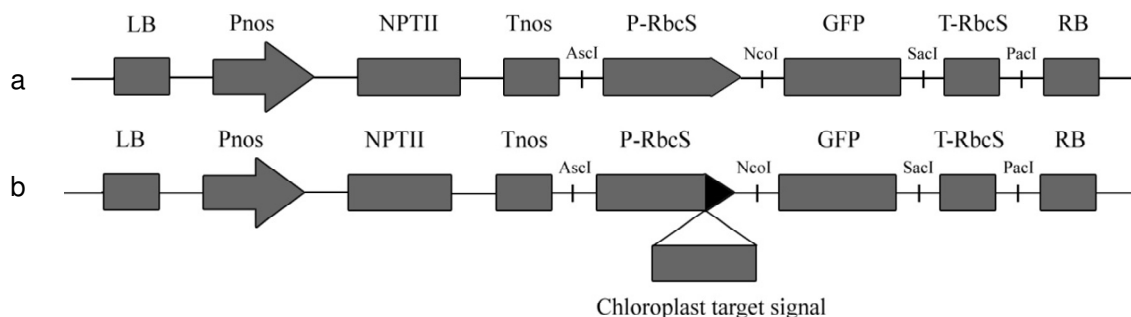 LB Pnos NPTII Tnos P-RbcS GFP T-RbcS RB
AscI NcoI SacI PacI
a
LB Pnos NPTII Tnos P-RbcS GFP T-RbcS RB
AscI NcoI SacI PacI
b
Chloroplast target signal